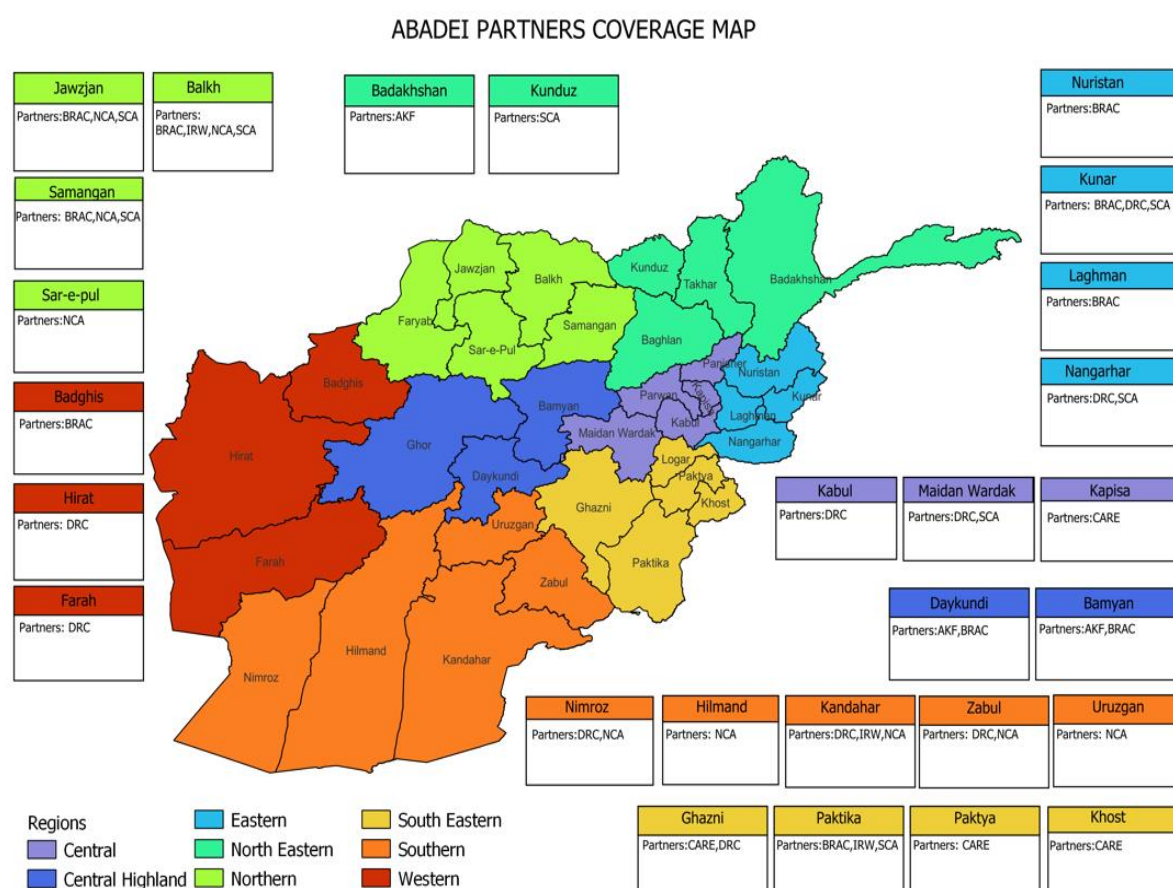 ABADEI PARTNERS COVERAGE MAP
Jawzjan
Partners:BRAC,NCA,SCA
Balkh
Partners:
BRAC,IRW,NCA,SCA
Badakhshan
Partners:AKF
Kunduz
Partners:SCA
Nuristan
Partners:BRAC
Samangan
Partners: BRAC,NCA,SCA
Kunar
Partners: BRAC,DRC,SCA
Sar-e-pul
Partners:NCA
Laghman
Partners:BRAC
Badghis
Partners:BRAC
Nangarhar
Partners:DRC,SCA
Hirat
Partners: DRC
Farah
Partners: DRC
Jawzjan
Balkh
Kunduz
Takhar
Badakhshan
Faryab
Samangan
Sar-e-Pul
Baghlan
Badghis
Panjsher
Nuristan
Parwan
Kapisa
Kunar
Bamyan
Laghman
Kabul
Ghor
Maidan Wardak
Nangarhar
Hirat
Daykundi
Logar
Paktya
Khost
Ghazni
Uruzgan
Farah
Zabul
Paktika
Hilmand
Kandahar
Nimroz
Kabul
Partners:DRC
Maidan Wardak
Partners:DRC,SCA
Kapisa
Partners:CARE
Daykundi
Partners:AKF,BRAC
Bamyan
Partners:AKF,BRAC
Nimroz
Partners:DRC,NCA
Hilmand
Partners: NCA
Kandahar
Partners:DRC,IRW,NCA
Zabul
Partners: DRC,NCA
Uruzgan
Partners: NCA
Ghazni
Partners:CARE,DRC
Paktika
Partners:BRAC,IRW,SCA
Paktya
Partners: CARE
Khost
Partners:CARE
Regions
Central
Central Highland
Eastern
North Eastern
Northern
South Eastern
Southern
Western